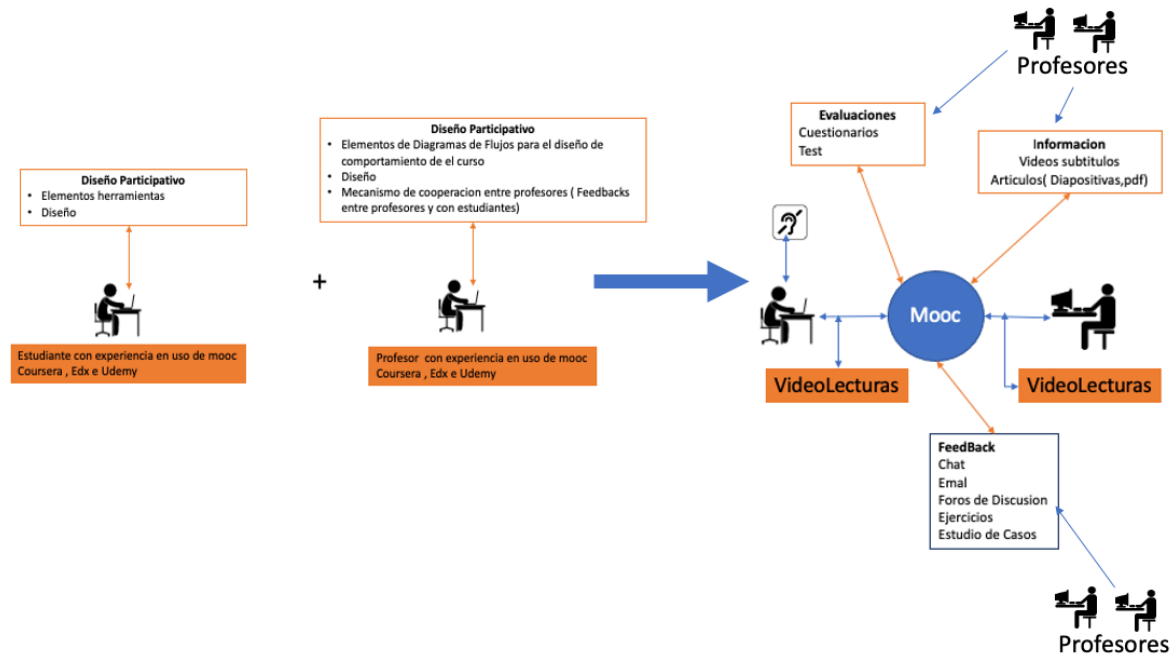 Diseño Participativo
• Elementos herramientas
• Diseño
Estudiante con experiencia en uso de mooc
Coursera , Edx e Udemy
+
Diseño Participativo
• Elementos de Diagramas de Flujos para el diseño de
comportamiento de el curso
• Diseño
• Mecanismo de cooperacion entre profesores ( Feedbacks
entre profesores y con estudiantes)
Profesor con experiencia en uso de mooc
Coursera , Edx e Udemy
Profesores
Evaluaciones
Cuestionarios
Test
Informacion
Videos subtitulos
Articulos( Diapositivas,pdf)
Mooc
VideoLecturas
VideoLecturas
FeedBack
Chat
Emal
Foros de Discusion
Ejercicios
Estudio de Casos
Profesores